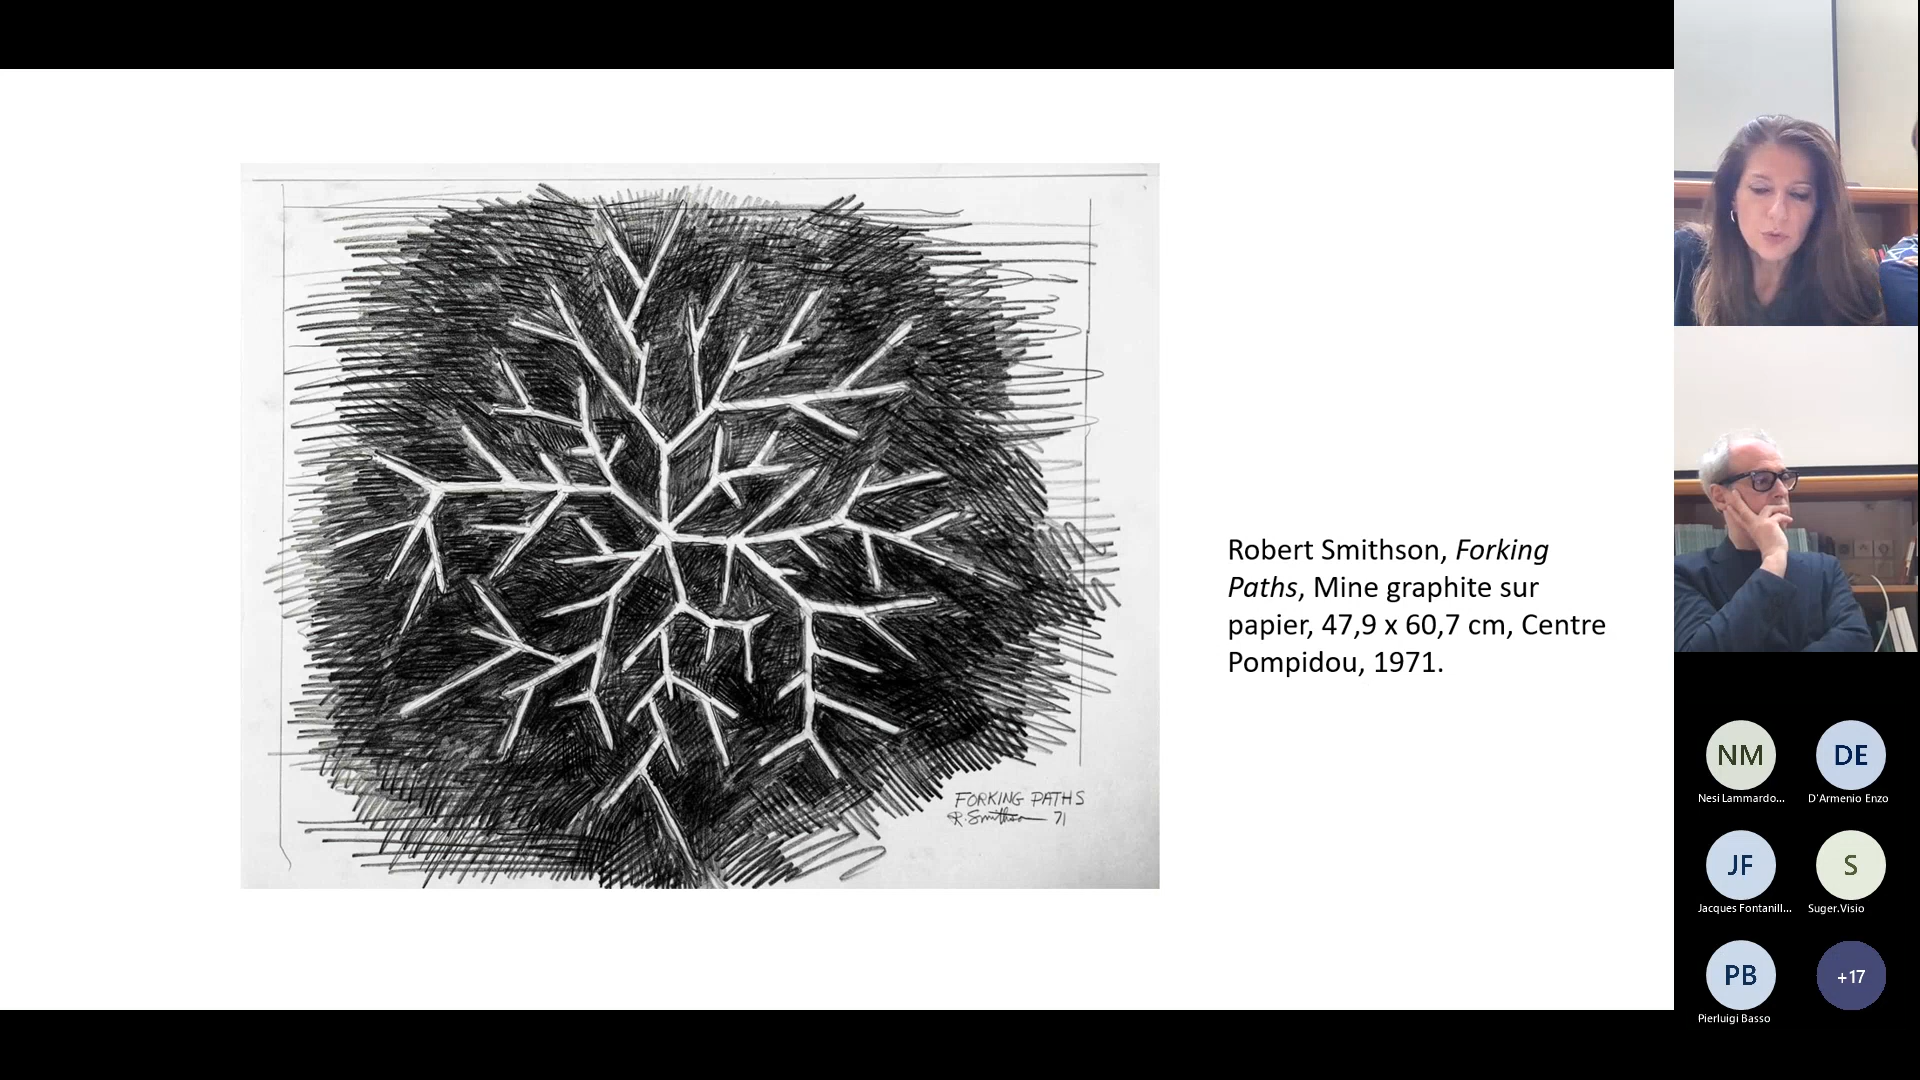 FORKING PATHS
R. Smithson 71
Robert Smithson, Forking
Paths, Mine graphite sur
papier, 47,9 x 60,7 cm, Centre
Pompidou, 1971.
NM
DE
Nesi Lammardo...
D'Armenio Enzo
JF
S
Jacques Fontanill...
Suger.Visio
PB
+17
Pierluigi Basso